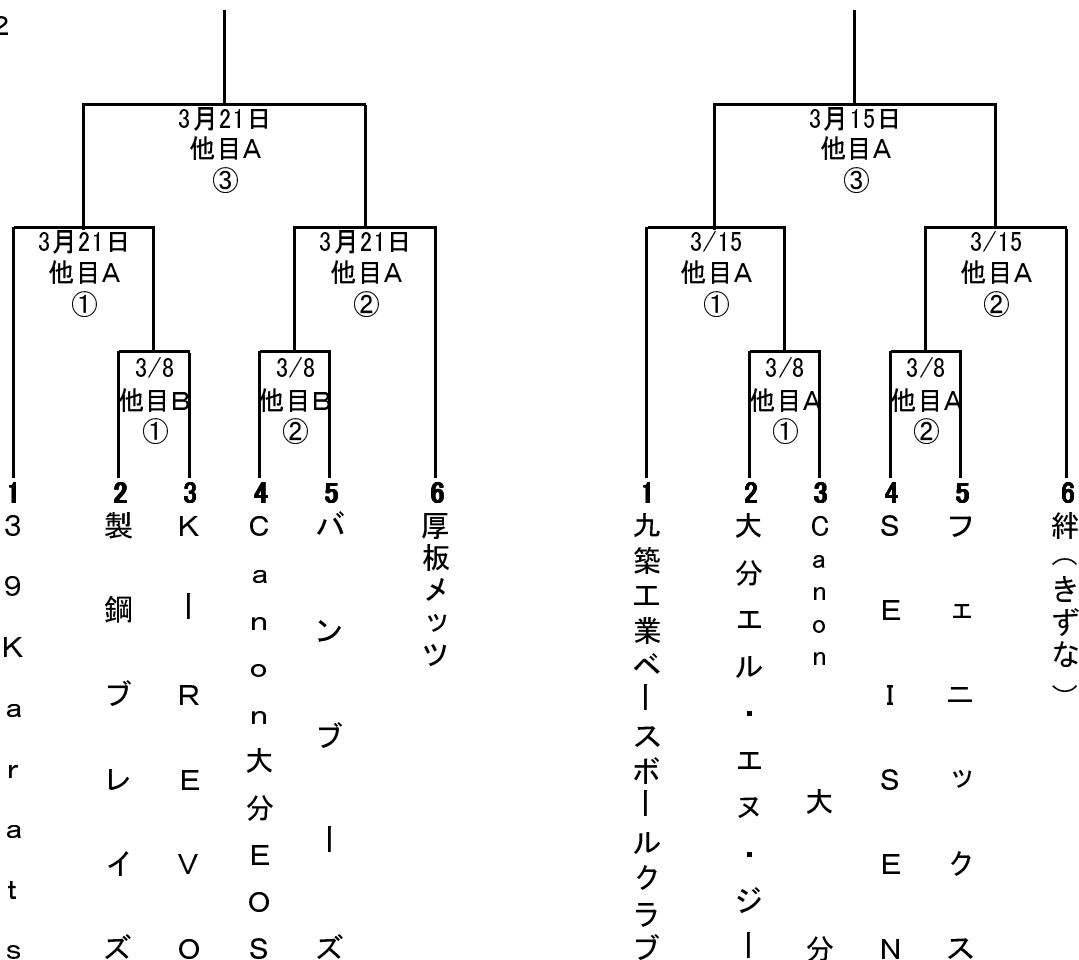 2
3月21日
他目A
③
3月15日
他目A
③
3月21日
他目A
①
3月21日
他目A
②
3/15
他目A
①
3/15
他目A
②
3/8
他目B
①
3/8
他目B
②
3/8
他目A
①
3/8
他目A
②
1
39Karats
2
製鋼ブレイズ
3
KーREVO
4
Canon大分EOS
5
バンブーズ
6
厚板メッツ
1
九築工業ベースボールクラブ
2
大分エル・エヌ・ジー
3
Canon大分
4
SEISEN
5
フェニックス
6
絆(きずな)